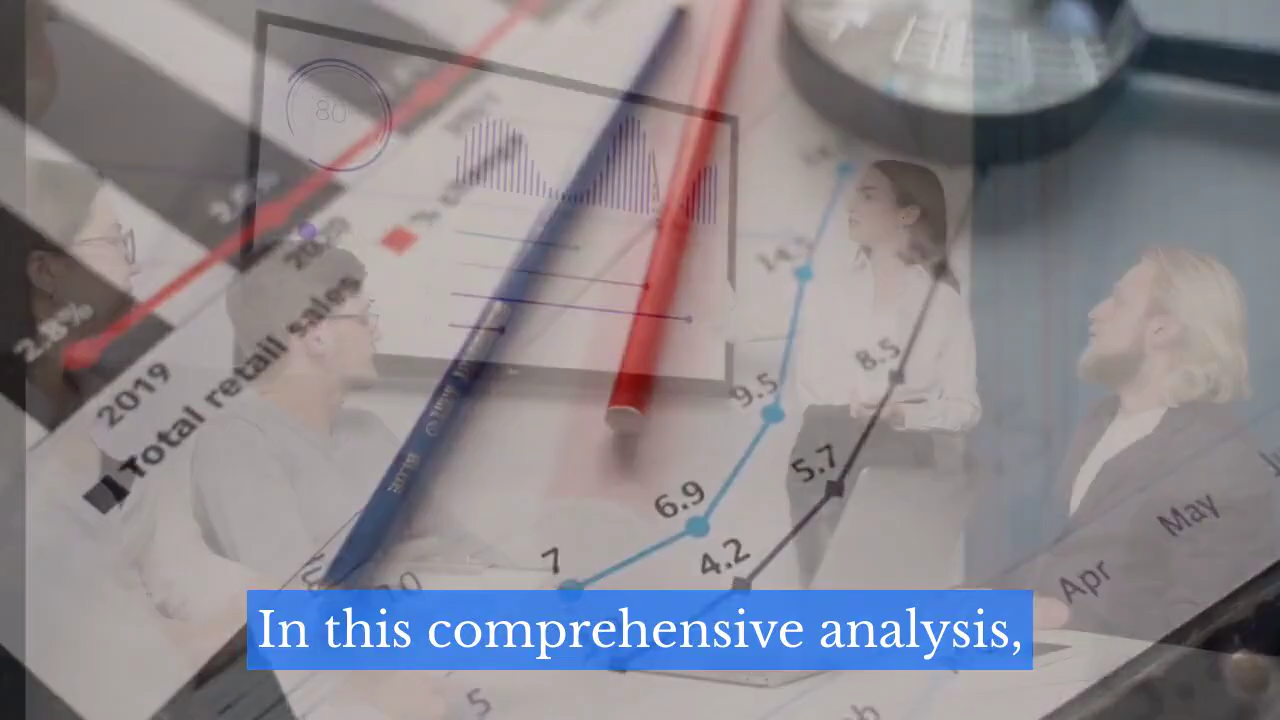 80
2.8%
2019
Total retail sales
14.5
9.5
8.5
5.7
6.9
7
4.2
May
Apr
In this comprehensive analysis,
5